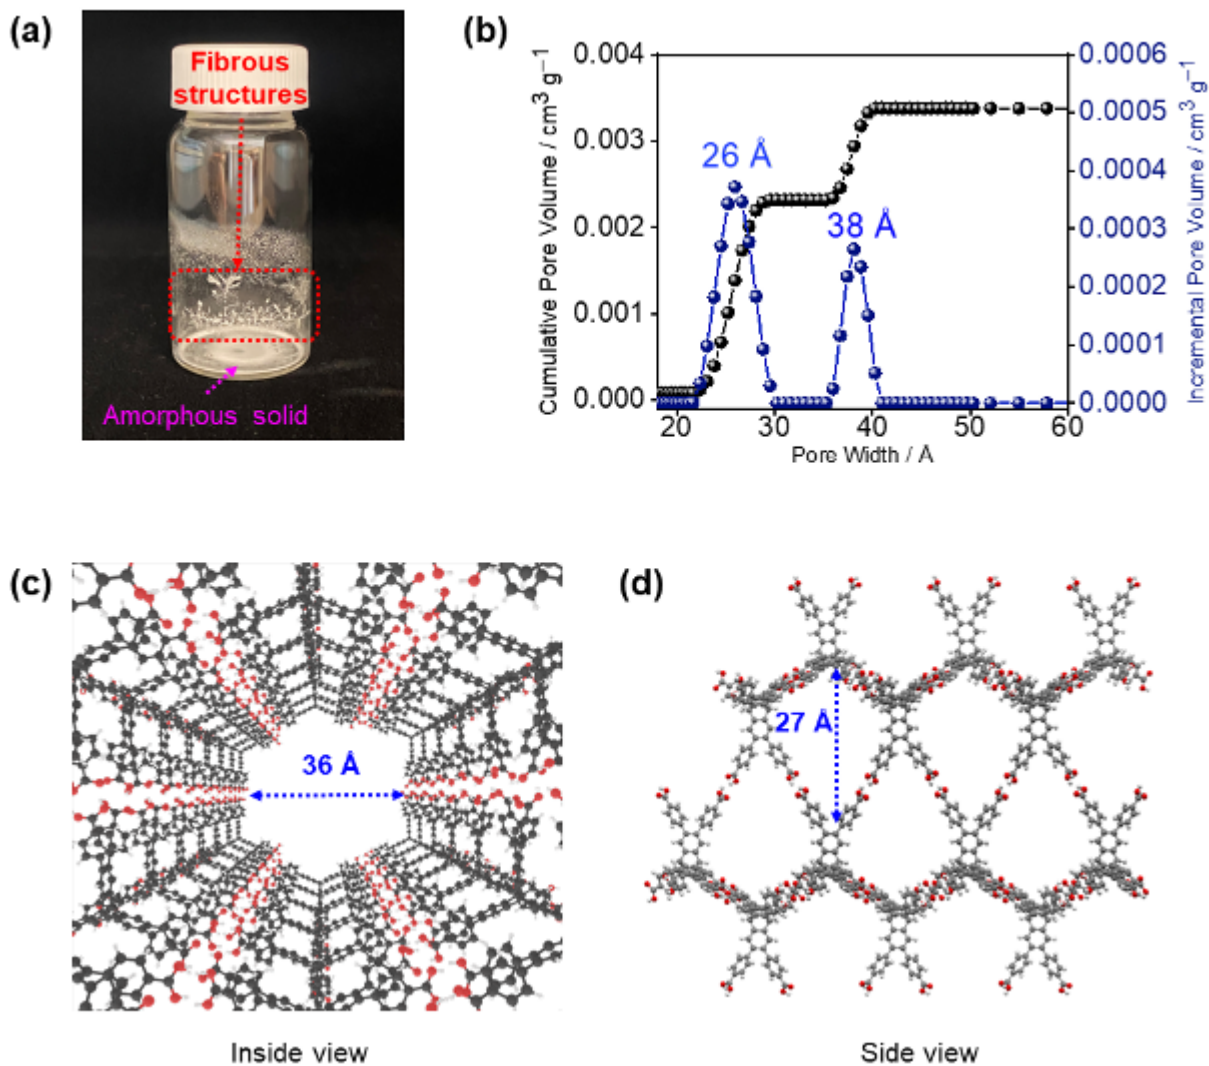 (a)
Fibrous
structures
Amorphous solid
(b)
0.004
0.003
0.002
0.001
0.000
Cumulative Pore Volume / cm³ g⁻¹
26 Å
38 Å
0.0006
0.0005
0.0004
0.0003
0.0002
0.0001
0.0000
Incremental Pore Volume / cm³ g⁻¹
20 30 40 50 60
Pore Width / Å
(c)
36 Å
Inside view
(d)
27 Å
Side view